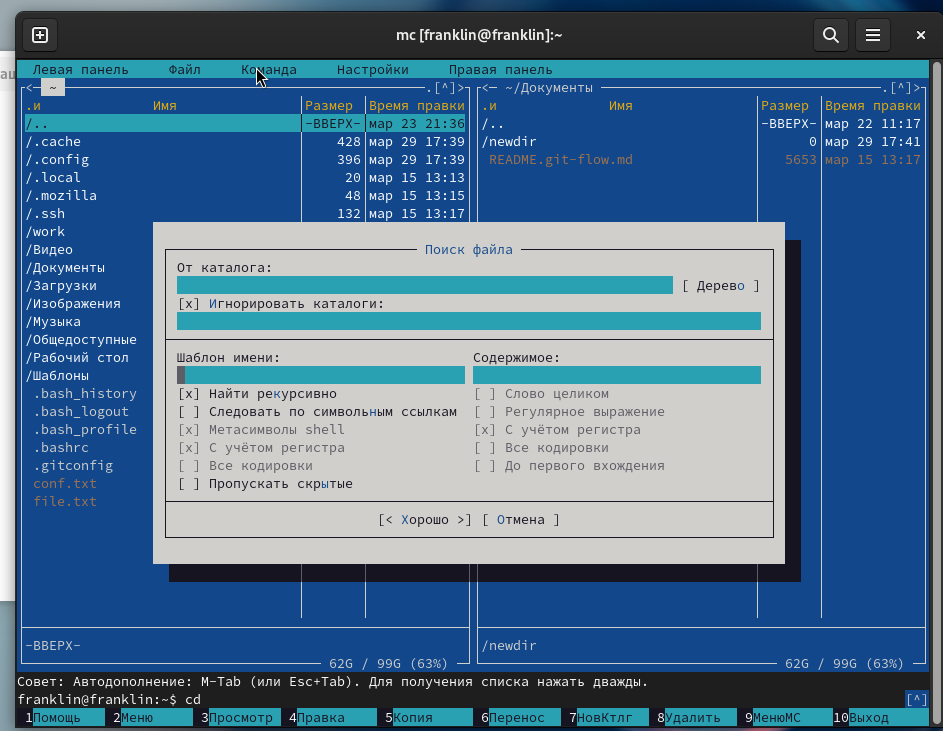 mc [franklin@franklin]:~
Левая панель Файл Команда Настройки Правая панель
<─ ~ .[^]> <─ ~/Документы .[^]>
.и Имя Размер Время правки .и Имя Размер Время правки
/.. -ВВЕРХ- мар 23 21:36 /.. -ВВЕРХ- мар 22 11:17
/.cache 428 мар 29 17:39 /newdir 0 мар 29 17:41
/.config 396 мар 29 17:39 README.git-flow.md 5653 мар 15 13:17
/.local 20 мар 15 13:13
/.mozilla 48 мар 15 13:15
/.ssh 132 мар 15 13:17
/work
/Видео
/Документы
/Загрузки
/Изображения
/Музыка
/Общедоступные
/Рабочий стол
/Шаблоны
.bash_history
.bash_logout
.bash_profile
.bashrc
.gitconfig
conf.txt
file.txt
Поиск файла
От каталога:
[ Дерево ]
[x] Игнорировать каталоги:
Шаблон имени: Содержимое:
[x] Найти рекурсивно [ ] Слово целиком
[ ] Следовать по символьным ссылкам [ ] Регулярное выражение
[x] Метасимволы shell [x] С учётом регистра
[x] С учётом регистра [ ] Все кодировки
[ ] Все кодировки [ ] До первого вхождения
[ ] Пропускать скрытые
[< Хорошо >] [ Отмена ]
-ВВЕРХ- /newdir
62G / 99G (63%) 62G / 99G (63%)
Совет: Автодополнение: M-Tab (или Esc+Tab). Для получения списка нажать дважды.
franklin@franklin:~$ cd [^]
1Помощь 2Меню 3Просмотр 4Правка 5Копия 6Перенос 7НовКтлг 8Удалить 9МенюМС 10Выход